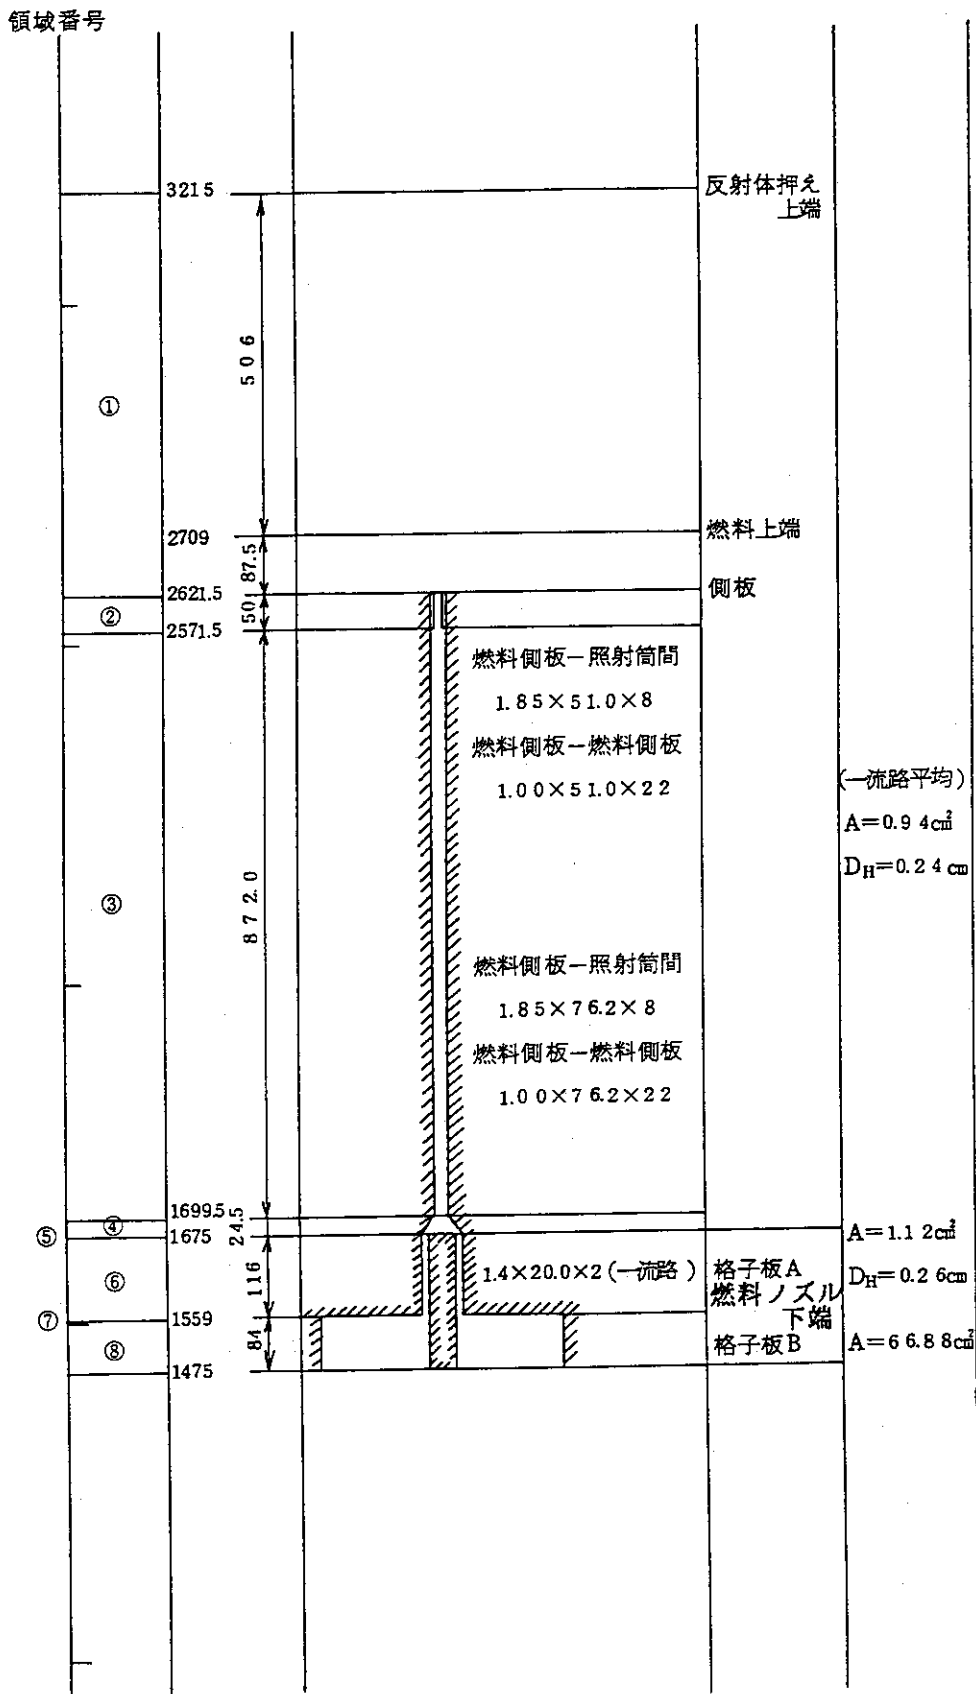 領域番号
3215
反射体押え
上端
506
①
2709
燃料上端
87.5
2621.5
側板
②
50
2571.5
燃料側板－照射筒間
1.85×51.0×8
燃料側板－燃料側板
1.00×51.0×22
(一流路平均)
A=0.94cm²
D_H=0.24cm
③
872.0
燃料側板－照射筒間
1.85×76.2×8
燃料側板－燃料側板
1.00×76.2×22
1699.5
④
24.5
⑤
1675
A=1.12cm²
⑥
116
1.4×20.0×2(一流路)
格子板A
D_H=0.26cm
燃料ノズル
下端
⑦
1559
⑧
84
格子板B
A=66.88cm²
1475